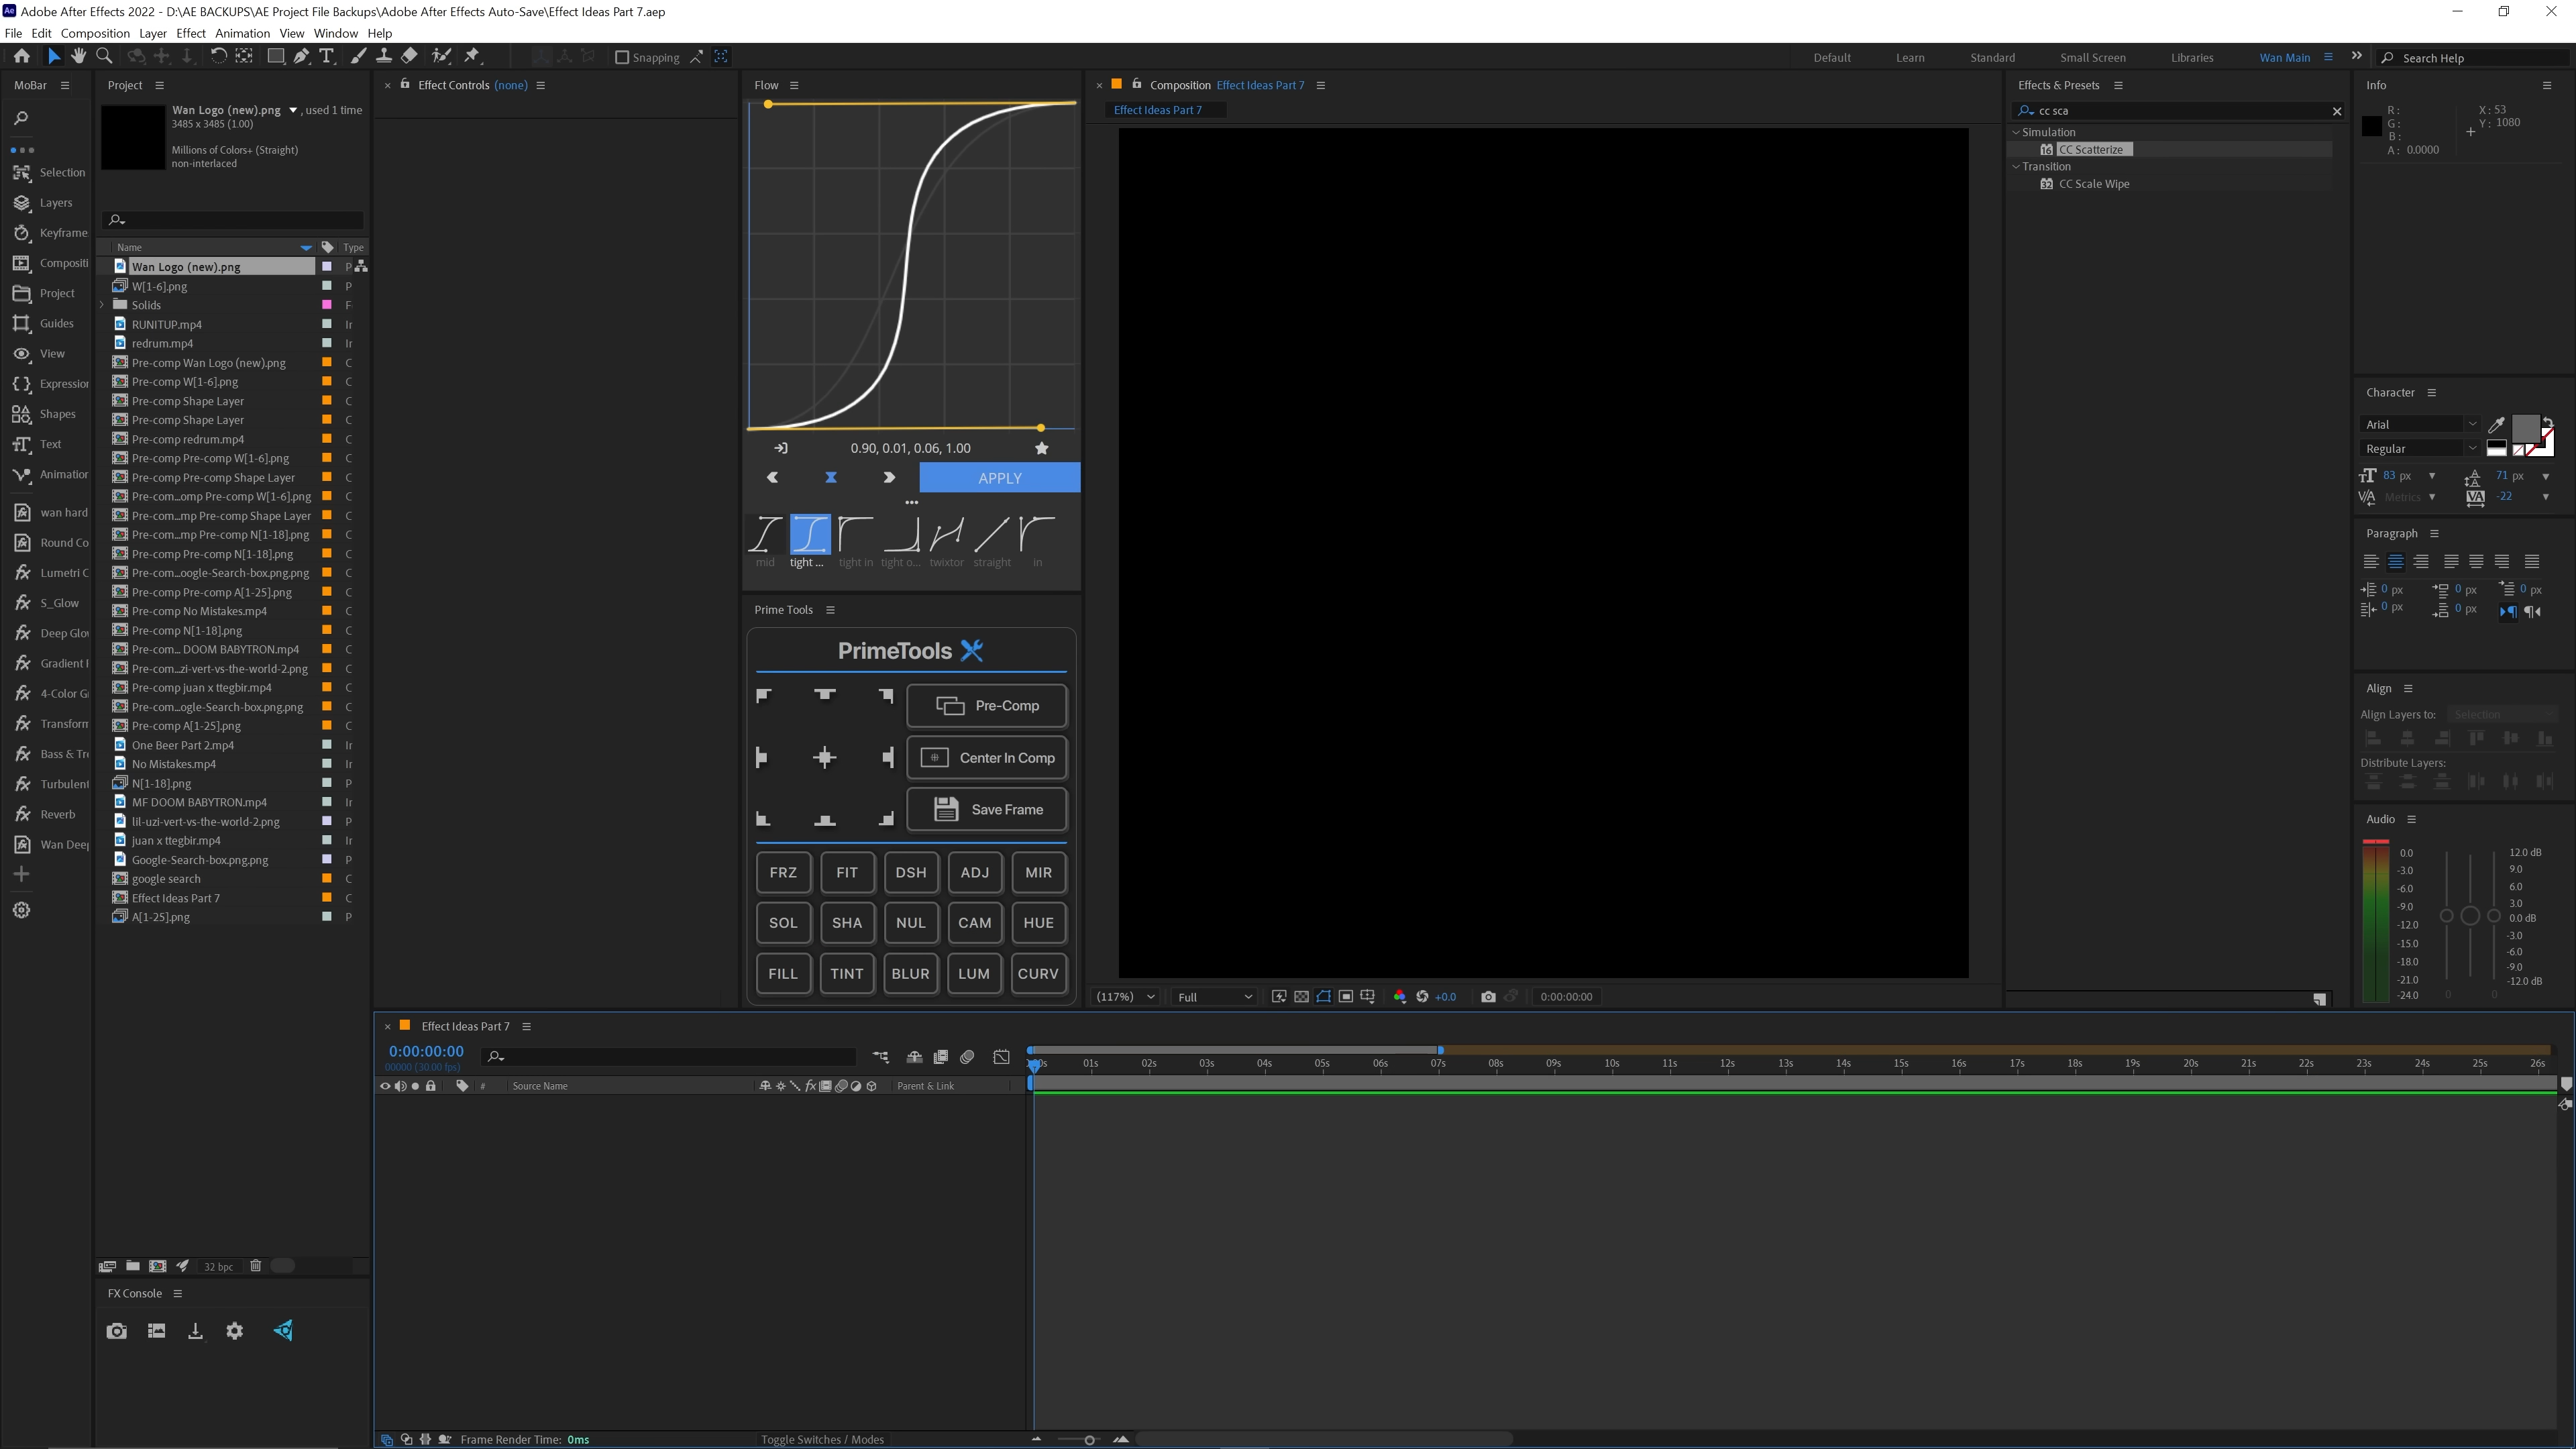 Adobe After Effects 2022 - D:\AE BACKUPS\AE Project File Backups\Adobe After Effects Auto-Save\Effect Ideas Part 7.aep
File Edit Composition Layer Effect Animation View Window Help
Snapping
Default Learn Standard Small Screen Libraries Wan Main
Search Help
MoBar
Selection
Layers
Keyframe
Compositi
Project
Guides
View
Expression
Shapes
Text
Animation
wan hard
Round Co
Lumetri C
S_Glow
Deep Glo
Gradient
4-Color G
Transform
Bass & Tr
Turbulent
Reverb
Wan Deep
Project
Wan Logo (new).png , used 1 time
3485 x 3485 (1.00)
Millions of Colors+ (Straight)
non-interlaced
Name Type
Wan Logo (new).png P
W[1-6].png P
Solids F
RUNITUP.mp4 Ir
redrum.mp4 Ir
Pre-comp Wan Logo (new).png C
Pre-comp W[1-6].png C
Pre-comp Shape Layer C
Pre-comp Shape Layer C
Pre-comp redrum.mp4 C
Pre-comp Pre-comp W[1-6].png C
Pre-comp Pre-comp Shape Layer C
Pre-com...omp Pre-comp W[1-6].png C
Pre-com...mp Pre-comp Shape Layer C
Pre-com...mp Pre-comp N[1-18].png C
Pre-comp Pre-comp N[1-18].png C
Pre-com...oogle-Search-box.png.png C
Pre-comp Pre-comp A[1-25].png C
Pre-comp No Mistakes.mp4 C
Pre-comp N[1-18].png C
Pre-com... DOOM BABYTRON.mp4 C
Pre-com...zi-vert-vs-the-world-2.png C
Pre-comp juan x ttegbir.mp4 C
Pre-com...ogle-Search-box.png.png C
Pre-comp A[1-25].png C
One Beer Part 2.mp4 Ir
No Mistakes.mp4 Ir
N[1-18].png P
MF DOOM BABYTRON.mp4 Ir
lil-uzi-vert-vs-the-world-2.png P
juan x ttegbir.mp4 Ir
Google-Search-box.png.png P
google search C
Effect Ideas Part 7 C
A[1-25].png P
32 bpc
FX Console
Effect Controls (none)
Flow
0.90, 0.01, 0.06, 1.00
APPLY
mid tight ... tight in tight o... twixtor straight in
Prime Tools
PrimeTools
Pre-Comp
Center In Comp
Save Frame
FRZ FIT DSH ADJ MIR
SOL SHA NUL CAM HUE
FILL TINT BLUR LUM CURV
Composition Effect Ideas Part 7
Effect Ideas Part 7
(117%) Full +0.0 0:00:00:00
Effects & Presets
cc sca
Simulation
16 CC Scatterize
Transition
32 CC Scale Wipe
Info
R: X: 53
G: Y: 1080
B:
A: 0.0000
Character
Arial
Regular
83 px 71 px
Metrics -22
Paragraph
0 px 0 px 0 px
0 px 0 px
Align
Align Layers to: Selection
Distribute Layers:
Audio
0.0 12.0 dB
-3.0 9.0
-6.0 6.0
-9.0 3.0
-12.0 0.0 dB
-15.0 -3.0
-18.0 -6.0
-21.0 -9.0
-24.0 -12.0 dB
0 0
Effect Ideas Part 7
0:00:00:00
00000 (30.00 fps)
# Source Name Parent & Link
01s 02s 03s 04s 05s 06s 07s 08s 09s 10s 11s 12s 13s 14s 15s 16s 17s 18s 19s 20s 21s 22s 23s 24s 25s 26s
Frame Render Time: 0ms
Toggle Switches / Modes